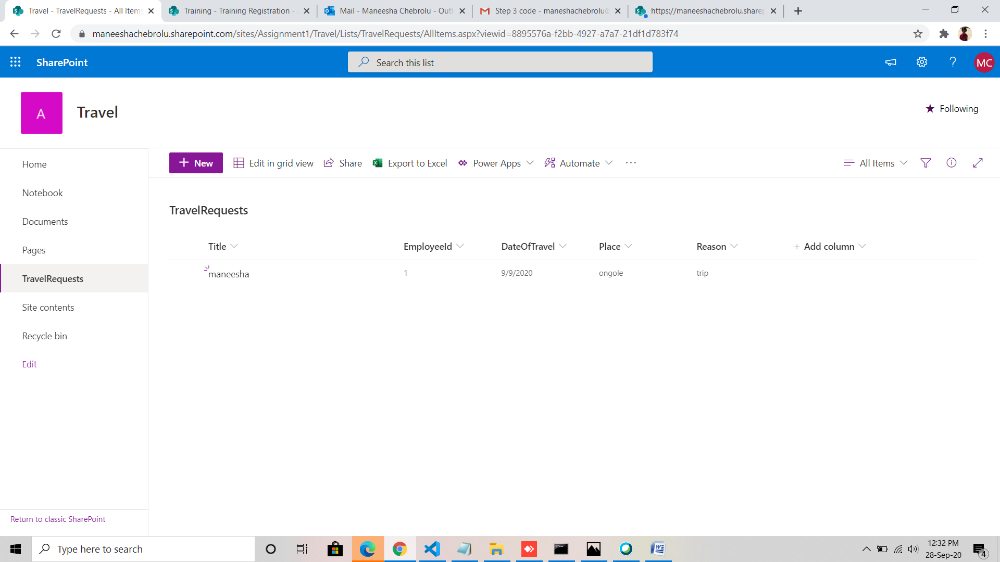 Travel - TravelRequests - All Item
Training - Training Registration -
Mail - Maneesha Chebrolu - Outl
Step 3 code - maneshachebrolu@
https://maneeshachebrolu.sharep
maneeshachebrolu.sharepoint.com/sites/Assignment1/Travel/Lists/TravelRequests/AllItems.aspx?viewid=8895576a-f2bb-4927-a7a7-21df1d783f74
SharePoint
Search this list
MC
A
Travel
Following
Home
Notebook
Documents
Pages
TravelRequests
Site contents
Recycle bin
Edit
Return to classic SharePoint
New
Edit in grid view
Share
Export to Excel
Power Apps
Automate
All Items
TravelRequests
Title EmployeeId DateOfTravel Place Reason + Add column
maneesha 1 9/9/2020 ongole trip
Type here to search
12:32 PM
28-Sep-20
4